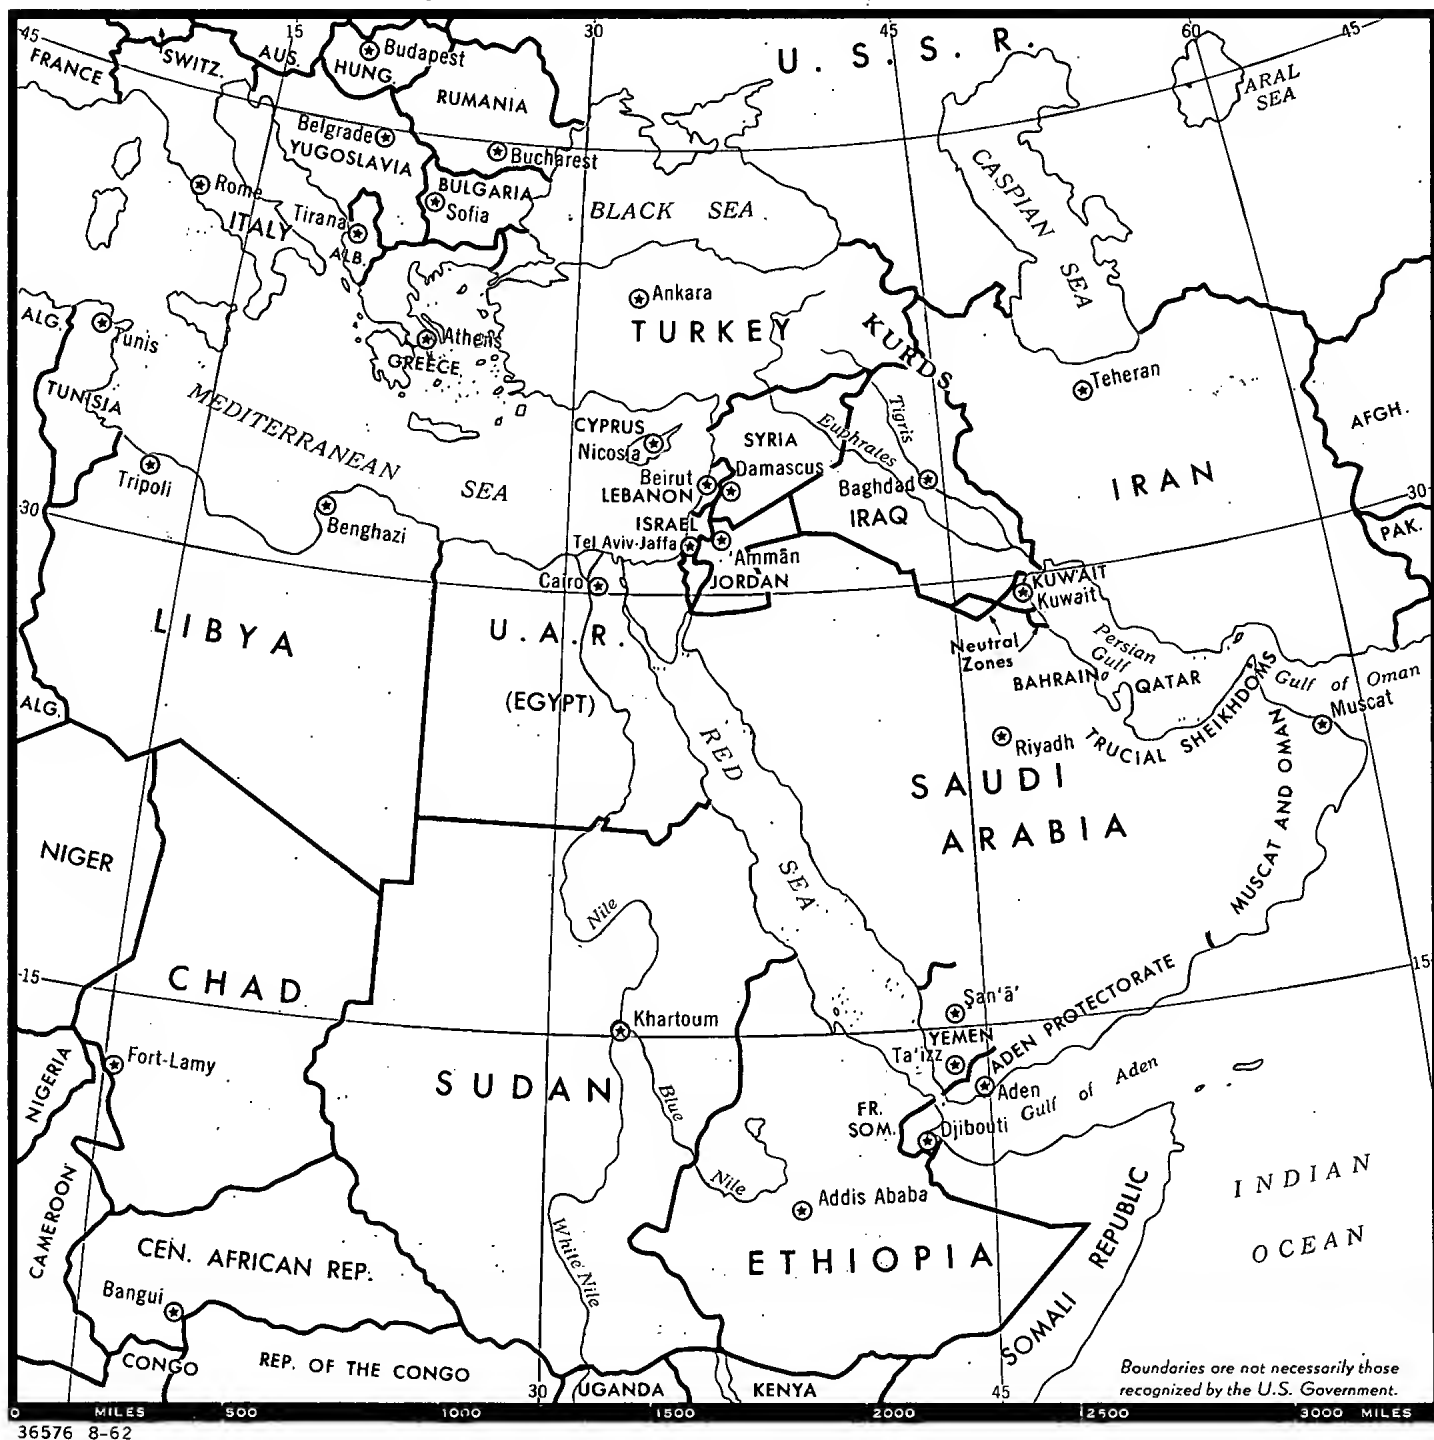 45
15
30
45
60
45
FRANCE
SWITZ.
AUS.
HUNG.
Budapest
RUMANIA
U. S. S. R.
ARAL
SEA
Belgrade
YUGOSLAVIA
Bucharest
BULGARIA
Sofia
Rome
ITALY
Tirana
ALB.
BLACK SEA
CASPIAN
SEA
ALG.
Tunis
TUNISIA
Athens
GREECE
Ankara
TURKEY
KURDS
Teheran
AFGH.
MEDITERRANEAN
SEA
CYPRUS
Nicosia
SYRIA
Euphrates
Tigris
Damascus
Beirut
LEBANON
Baghdad
IRAQ
IRAN
Tripoli
Benghazi
ISRAEL
Tel Aviv-Jaffa
'Ammān
JORDAN
30
30
PAK.
Cairo
KUWAIT
Kuwait
LIBYA
U.A.R.
(EGYPT)
Neutral
Zones
Persian
Gulf
BAHRAIN
QATAR
Gulf of Oman
Muscat
ALG.
RED
SEA
Riyadh
TRUCIAL SHEIKHDOMS
SAUDI
ARABIA
MUSCAT AND OMAN
NIGER
Nile
15
15
CHAD
Khartoum
Ṣan'ā'
YEMEN
Ta'izz
ADEN PROTECTORATE
Aden
Gulf of Aden
NIGERIA
Fort-Lamy
SUDAN
Blue
Nile
FR.
SOM.
Djibouti
Addis Ababa
INDIAN
OCEAN
CAMEROON
CEN. AFRICAN REP.
Bangui
White Nile
ETHIOPIA
SOMALI REPUBLIC
CONGO
REP. OF THE CONGO
30
UGANDA
KENYA
45
Boundaries are not necessarily those
recognized by the U.S. Government.
0 MILES 500 1000 1500 2000 2500 3000 MILES
36576 8-62